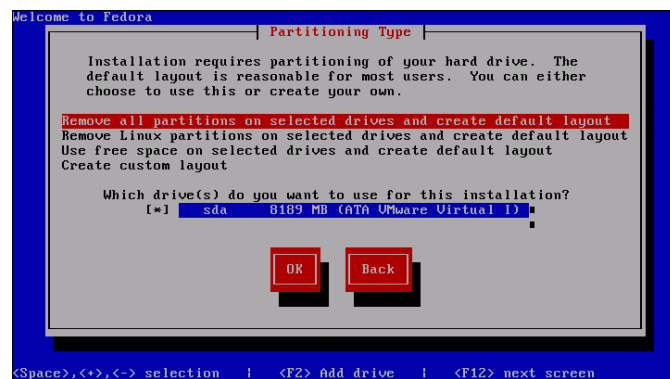 Welcome to Fedora
Partitioning Type
Installation requires partitioning of your hard drive. The
default layout is reasonable for most users. You can either
choose to use this or create your own.
Remove all partitions on selected drives and create default layout
Remove Linux partitions on selected drives and create default layout
Use free space on selected drives and create default layout
Create custom layout
Which drive(s) do you want to use for this installation?
[*] sda 8189 MB (ATA VMware Virtual I)
OK Back
<Space>,<+>,<-> selection | <F2> Add drive | <F12> next screen